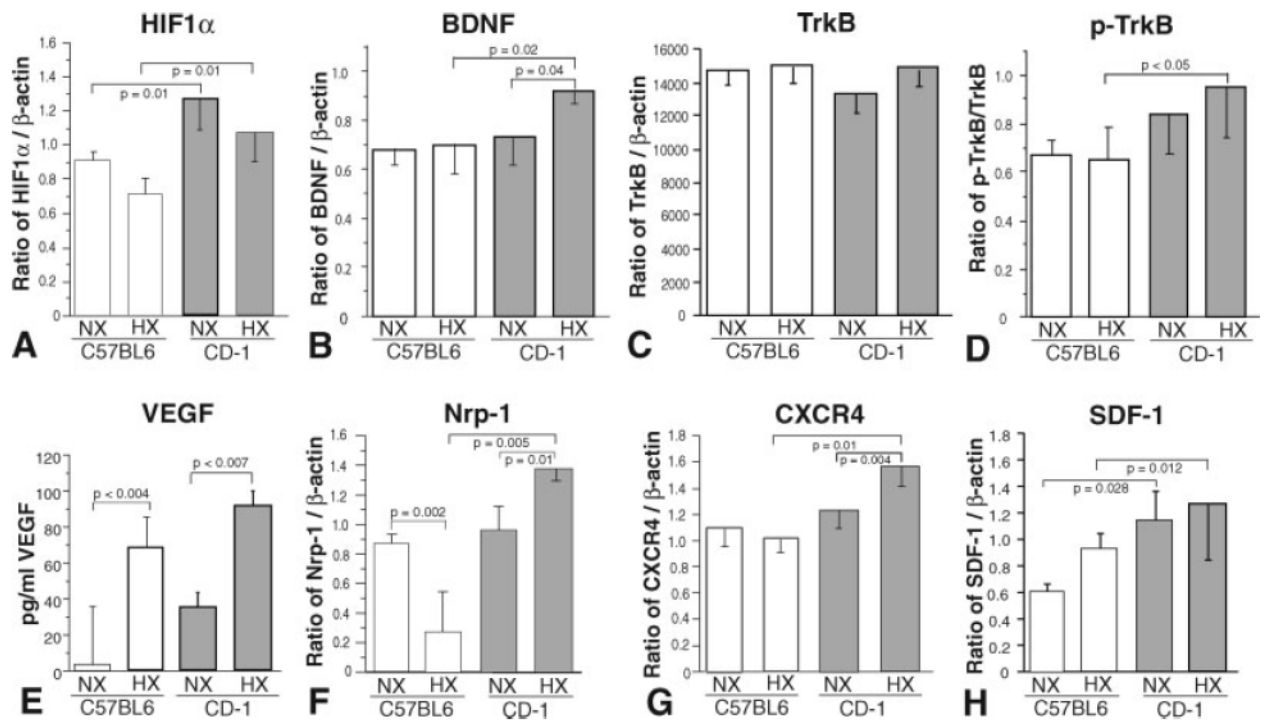 HIF1α
Ratio of HIF1α / β-actin
1.6
1.4
1.2
1.0
0.8
0.6
0.4
0.2
0
p = 0.01
p = 0.01
NX HX NX HX
C57BL6 CD-1
A
BDNF
Ratio of BDNF / β-actin
1.0
0.8
0.6
0.4
0.2
0
p = 0.02
p = 0.04
NX HX NX HX
C57BL6 CD-1
B
TrkB
Ratio of TrkB / β-actin
16000
14000
12000
10000
8000
6000
4000
2000
0
NX HX NX HX
C57BL6 CD-1
C
p-TrkB
Ratio of p-TrkB/TrkB
1.0
0.8
0.6
0.4
0.2
0
p < 0.05
NX HX NX HX
C57BL6 CD-1
D
VEGF
pg/ml VEGF
120
100
80
60
40
20
0
p < 0.004
p < 0.007
NX HX NX HX
C57BL6 CD-1
E
Nrp-1
Ratio of Nrp-1 / β-actin
1.6
1.4
1.2
1.0
0.8
0.6
0.4
0.2
0
p = 0.005
p = 0.01
p = 0.002
NX HX NX HX
C57BL6 CD-1
F
CXCR4
Ratio of CXCR4 / β-actin
1.8
1.6
1.4
1.2
1.0
0.8
0.6
0.4
0.2
0
p = 0.01
p = 0.004
NX HX NX HX
C57BL6 CD-1
G
SDF-1
Ratio of SDF-1 / β-actin
1.8
1.6
1.4
1.2
1.0
0.8
0.6
0.4
0.2
0
p = 0.012
p = 0.028
NX HX NX HX
C57BL6 CD-1
H